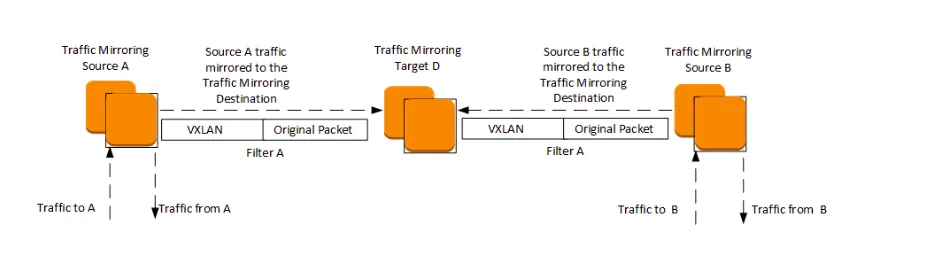 Traffic Mirroring
Source A
Source A traffic
mirrored to the
Traffic Mirroring
Destination
Traffic Mirroring
Target D
Source B traffic
mirrored to the
Traffic Mirroring
Destination
Traffic Mirroring
Source B
VXLAN
Original Packet
Filter A
VXLAN
Original Packet
Filter A
Traffic to A
Traffic from A
Traffic to B
Traffic from B